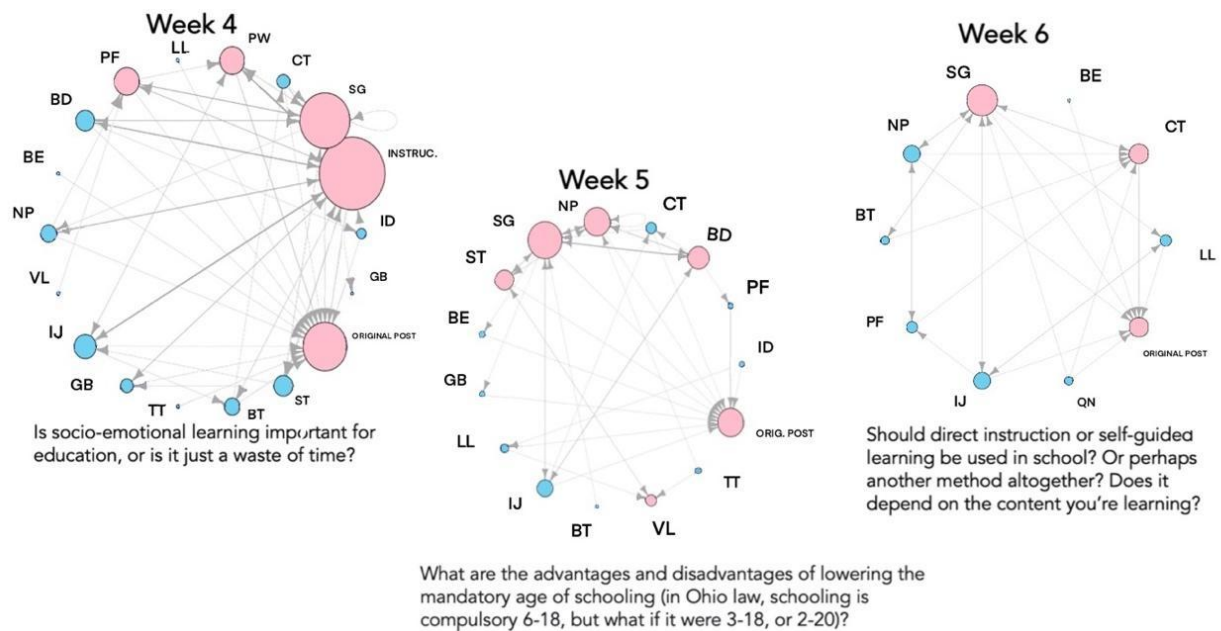 Week 4
LL
PW
CT
PF
SG
BD
INSTRUC.
BE
NP
ID
VL
GB
IJ
ORIGINAL POST
GB
TT
BT
ST
Is socio-emotional learning important for
education, or is it just a waste of time?
Week 5
NP
CT
SG
BD
ST
PF
BE
ID
GB
ORIG. POST
LL
TT
IJ
BT
VL
What are the advantages and disadvantages of lowering the
mandatory age of schooling (in Ohio law, schooling is
compulsory 6-18, but what if it were 3-18, or 2-20)?
Week 6
SG
BE
NP
CT
BT
LL
PF
ORIGINAL POST
IJ
QN
Should direct instruction or self-guided
learning be used in school? Or perhaps
another method altogether? Does it
depend on the content you're learning?